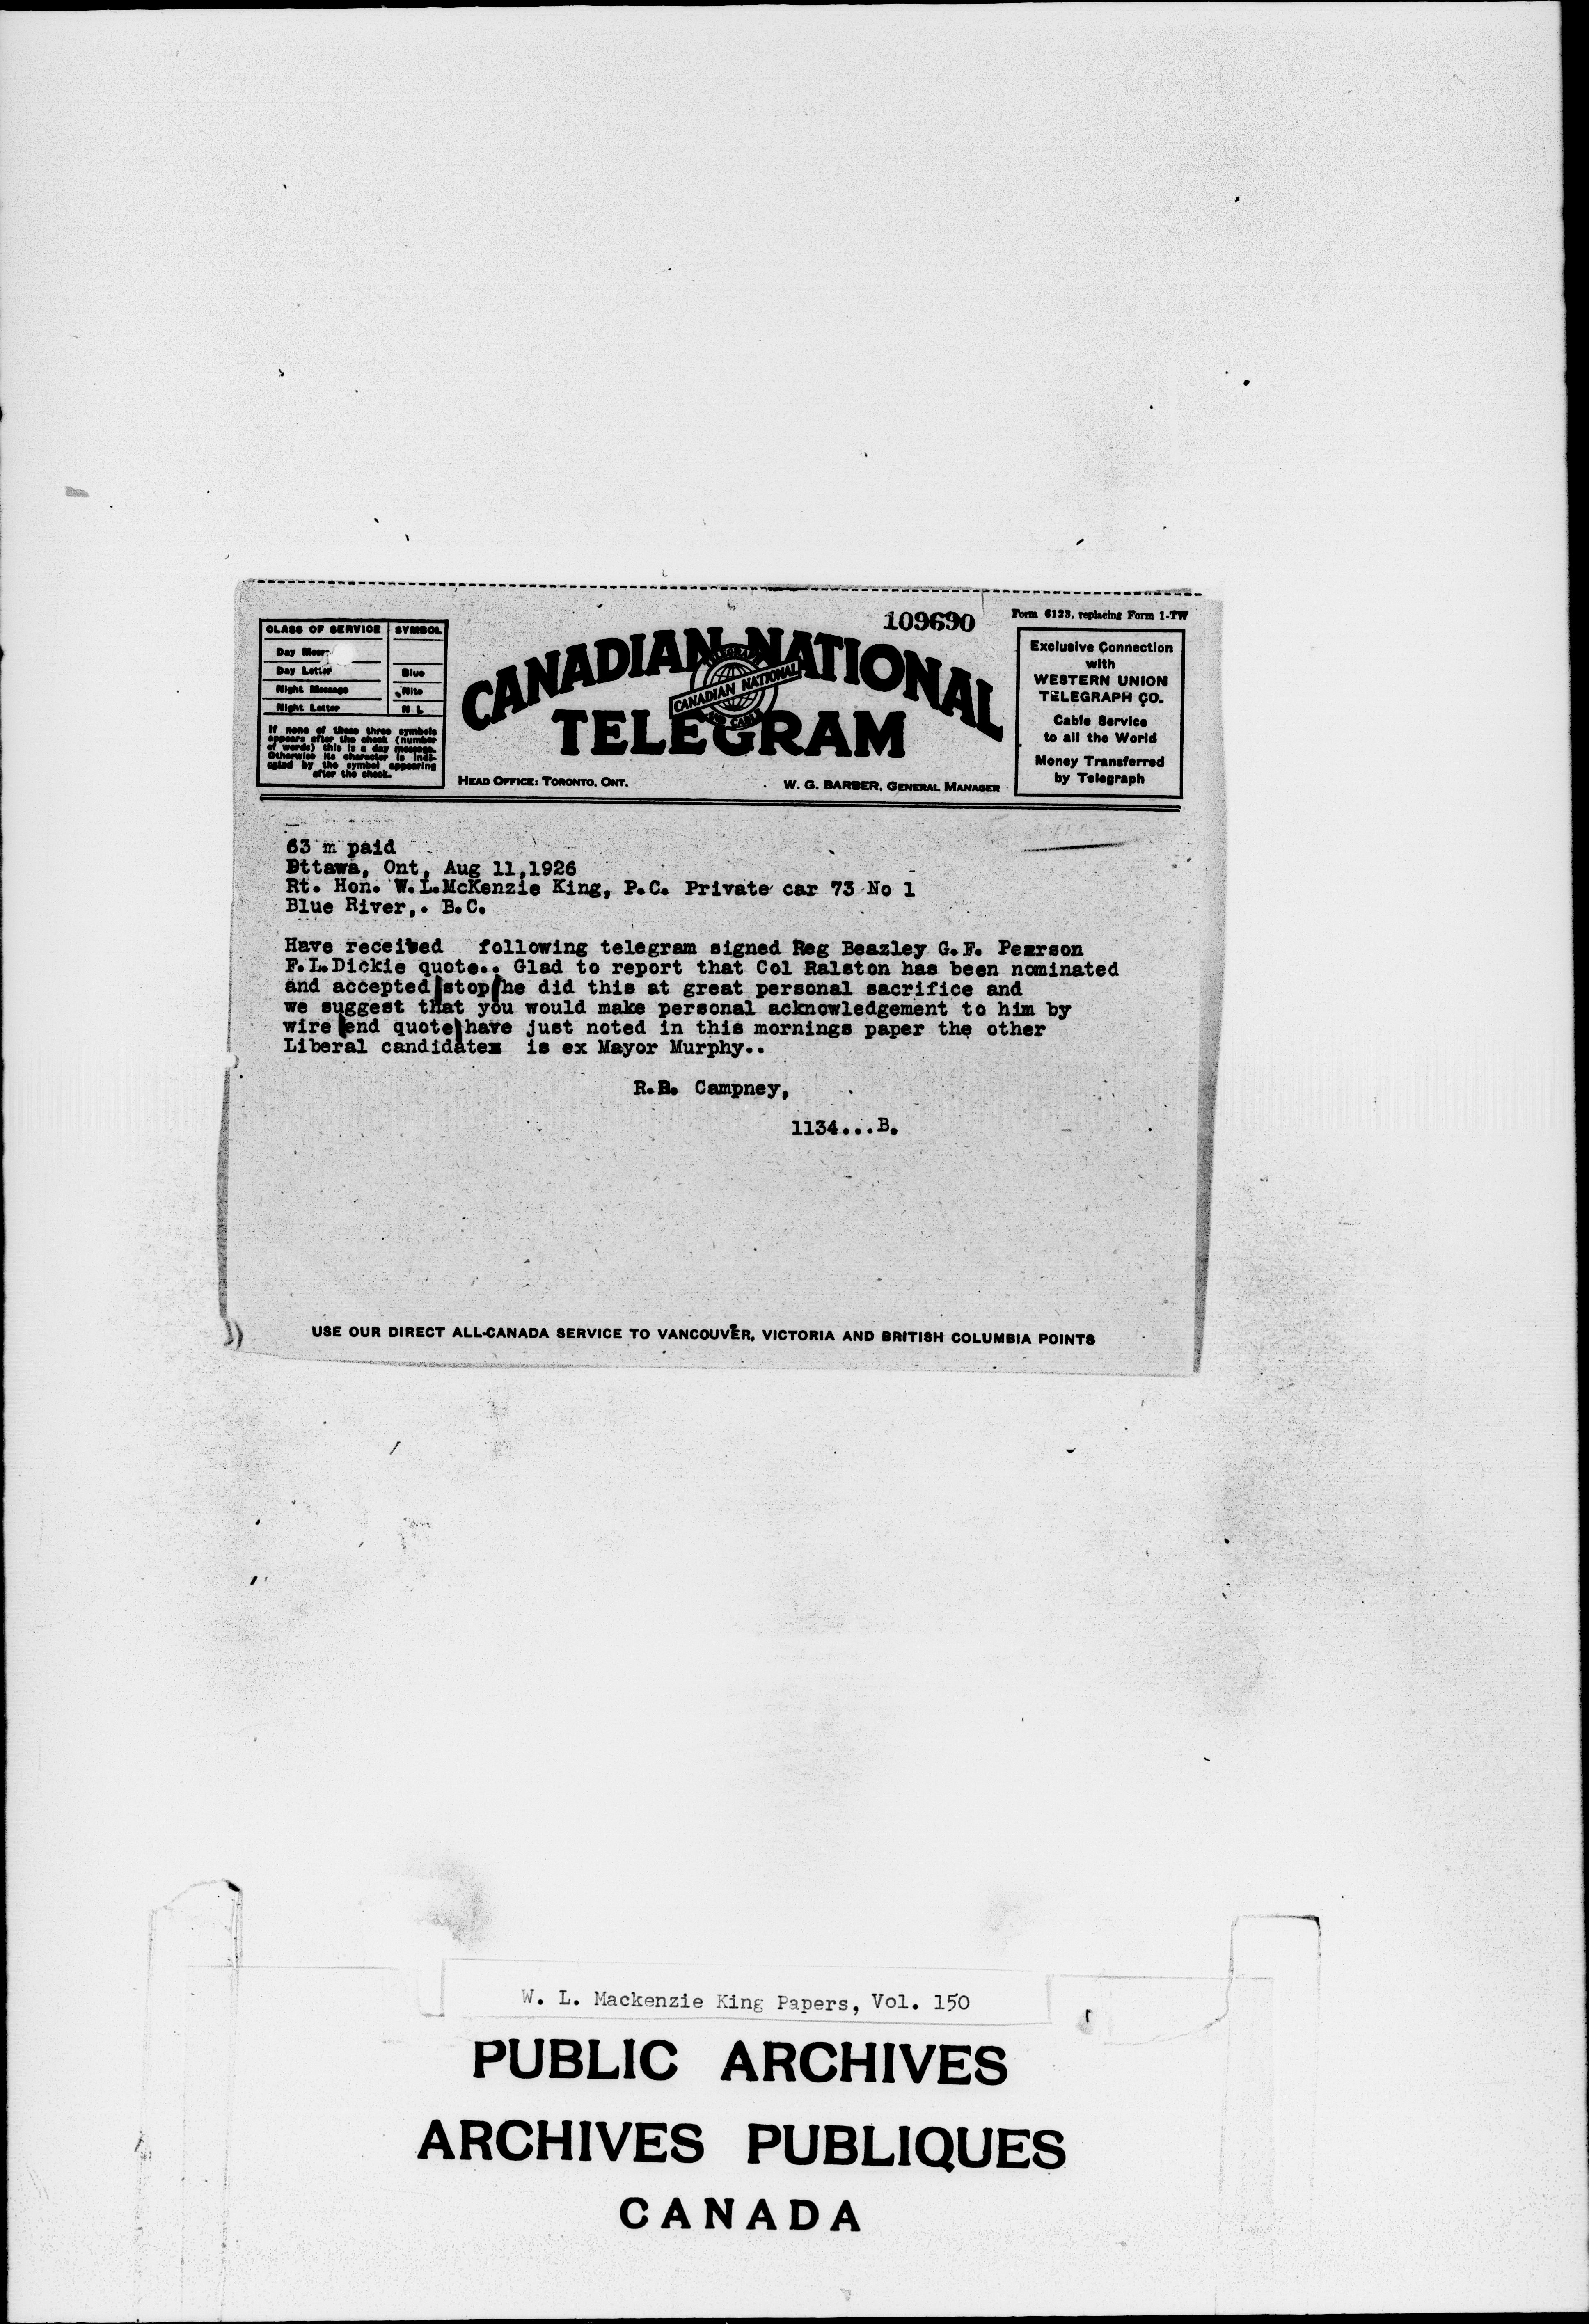 109690
Form 6123, replacing Form 1-TW
CLASS OF SERVICE SYMBOL
Day
Day Letter Blue
Night Message Nite
Night Letter N L
If none of these three symbols
appears after the check (number
of words) this is a day message.
Otherwise its character is indi-
cated by the symbol appearing
after the check.
CANADIAN NATIONAL
TELEGRAM
TELEGRAPH
CANADIAN NATIONAL
AND CABLE
HEAD OFFICE: TORONTO, ONT.
W. G. BARBER, GENERAL MANAGER
Exclusive Connection
with
WESTERN UNION
TELEGRAPH CO.
Cable Service
to all the World
Money Transferred
by Telegraph
63 m paid
Ottawa, Ont, Aug 11,1926
Rt. Hon. W.L.McKenzie King, P.C. Private car 73 No 1
Blue River,. B.C.
Have received following telegram signed Reg Beazley G.F. Pearson
F.L.Dickie quote.. Glad to report that Col Ralston has been nominated
and accepted stop he did this at great personal sacrifice and
we suggest that you would make personal acknowledgement to him by
wire end quote have just noted in this mornings paper the other
Liberal candidatex is ex Mayor Murphy..
R.B. Campney,
1134...B.
USE OUR DIRECT ALL-CANADA SERVICE TO VANCOUVER, VICTORIA AND BRITISH COLUMBIA POINTS
W. L. Mackenzie King Papers, Vol. 150
PUBLIC ARCHIVES
ARCHIVES PUBLIQUES
CANADA